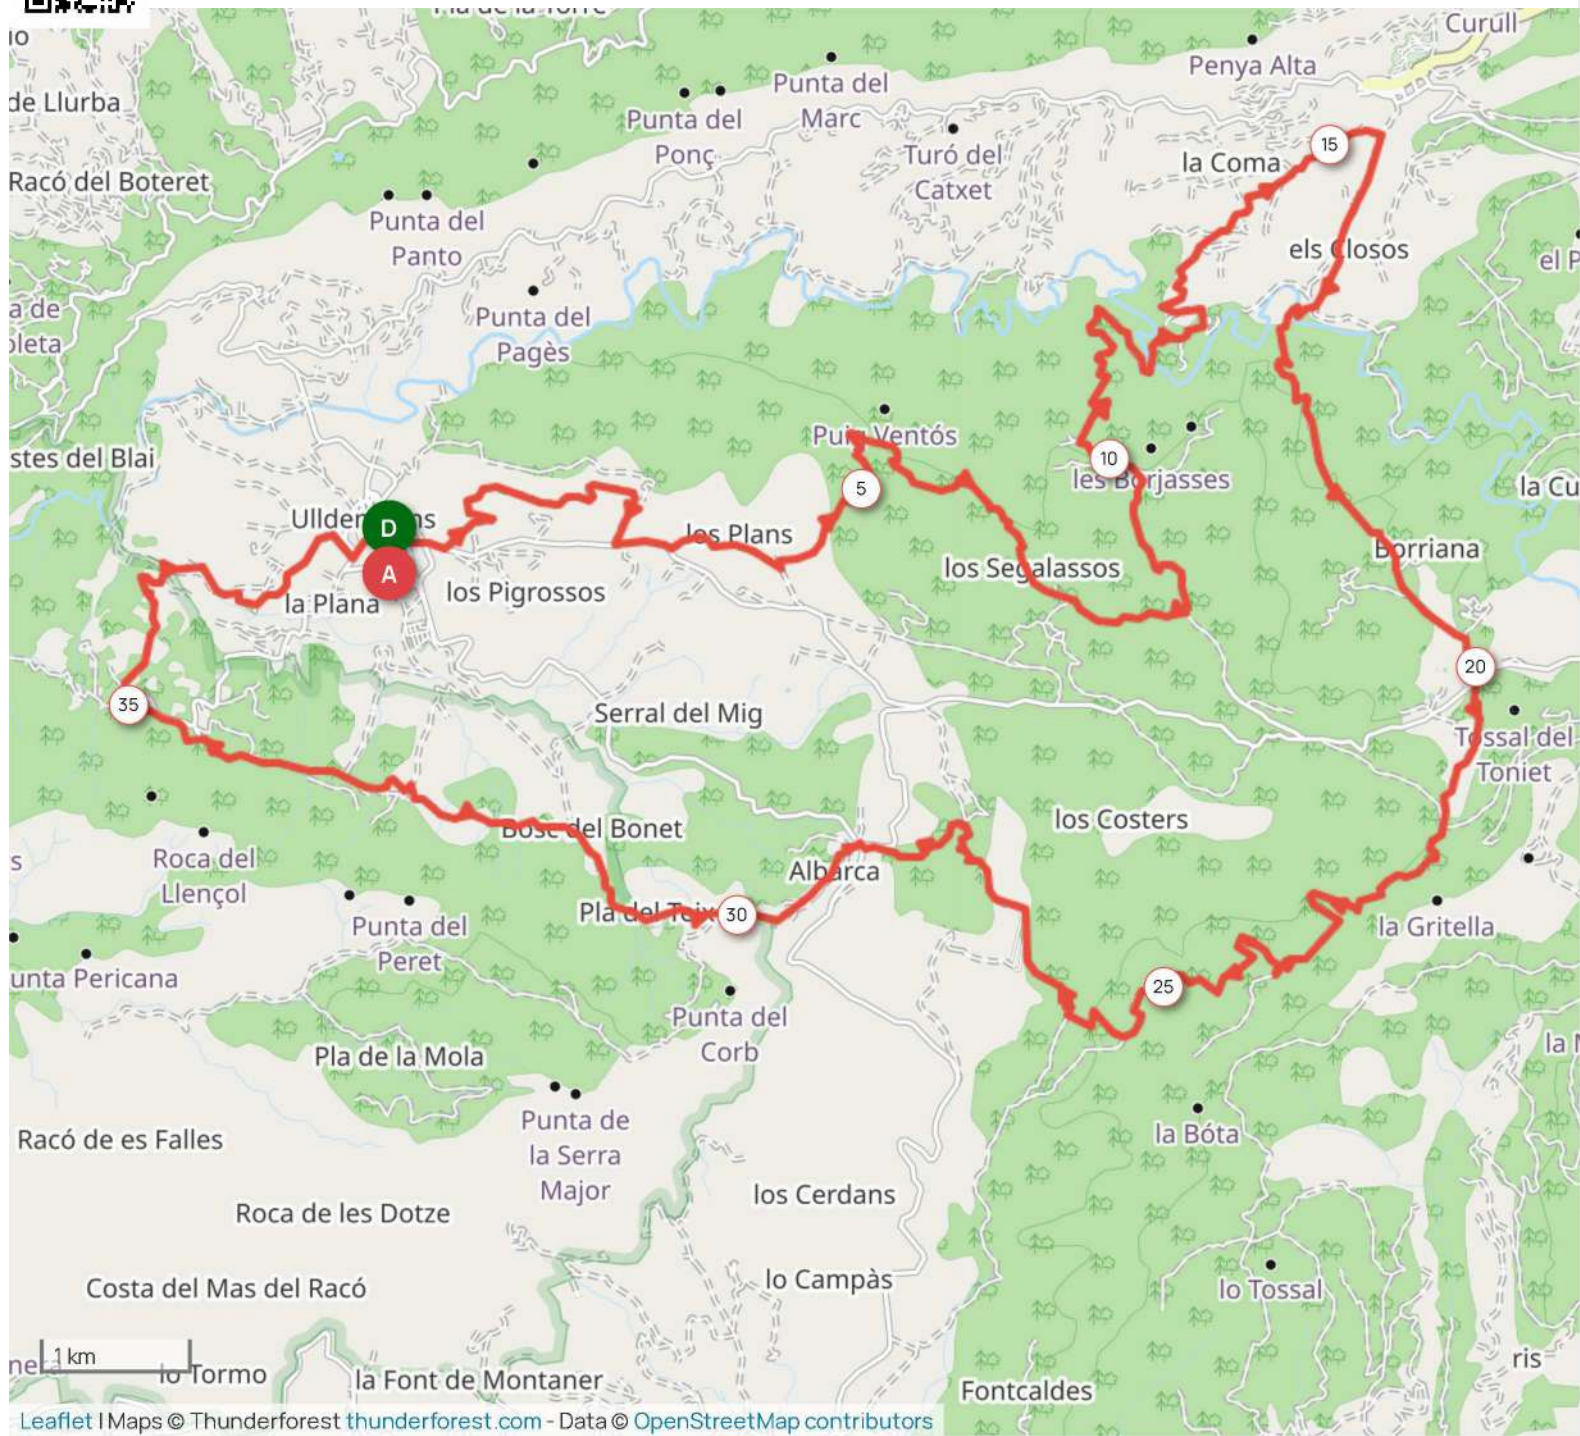 Curull
Penya Alta
de Llurba
Punta del
Marc
Punta del
Ponç
15
Turó del
Catxet
la Coma
Racó del Boteret
Punta del
Panto
els Closos
Punta del
Pagès
Puig Ventós
stes del Blai
10
les Borjasses
5
la Cu
D
los Plans
Borriana
A
los Segalassos
los Pigrossos
la Plana
20
35
Serral del Mig
Tossal del
Toniet
los Costers
Bosc del Bonet
Roca del
Llençol
Albarca
Pla del Teix
30
Punta del
Peret
la Gritella
unta Pericana
25
Punta del
Corb
Pla de la Mola
Punta de
la Serra
Major
la Bóta
Racó de es Falles
los Cerdans
Roca de les Dotze
lo Campàs
Costa del Mas del Racó
lo Tossal
1 km
lo Tormo
la Font de Montaner
ris
Fontcaldes
Leaflet | Maps © Thunderforest thunderforest.com - Data © OpenStreetMap contributors